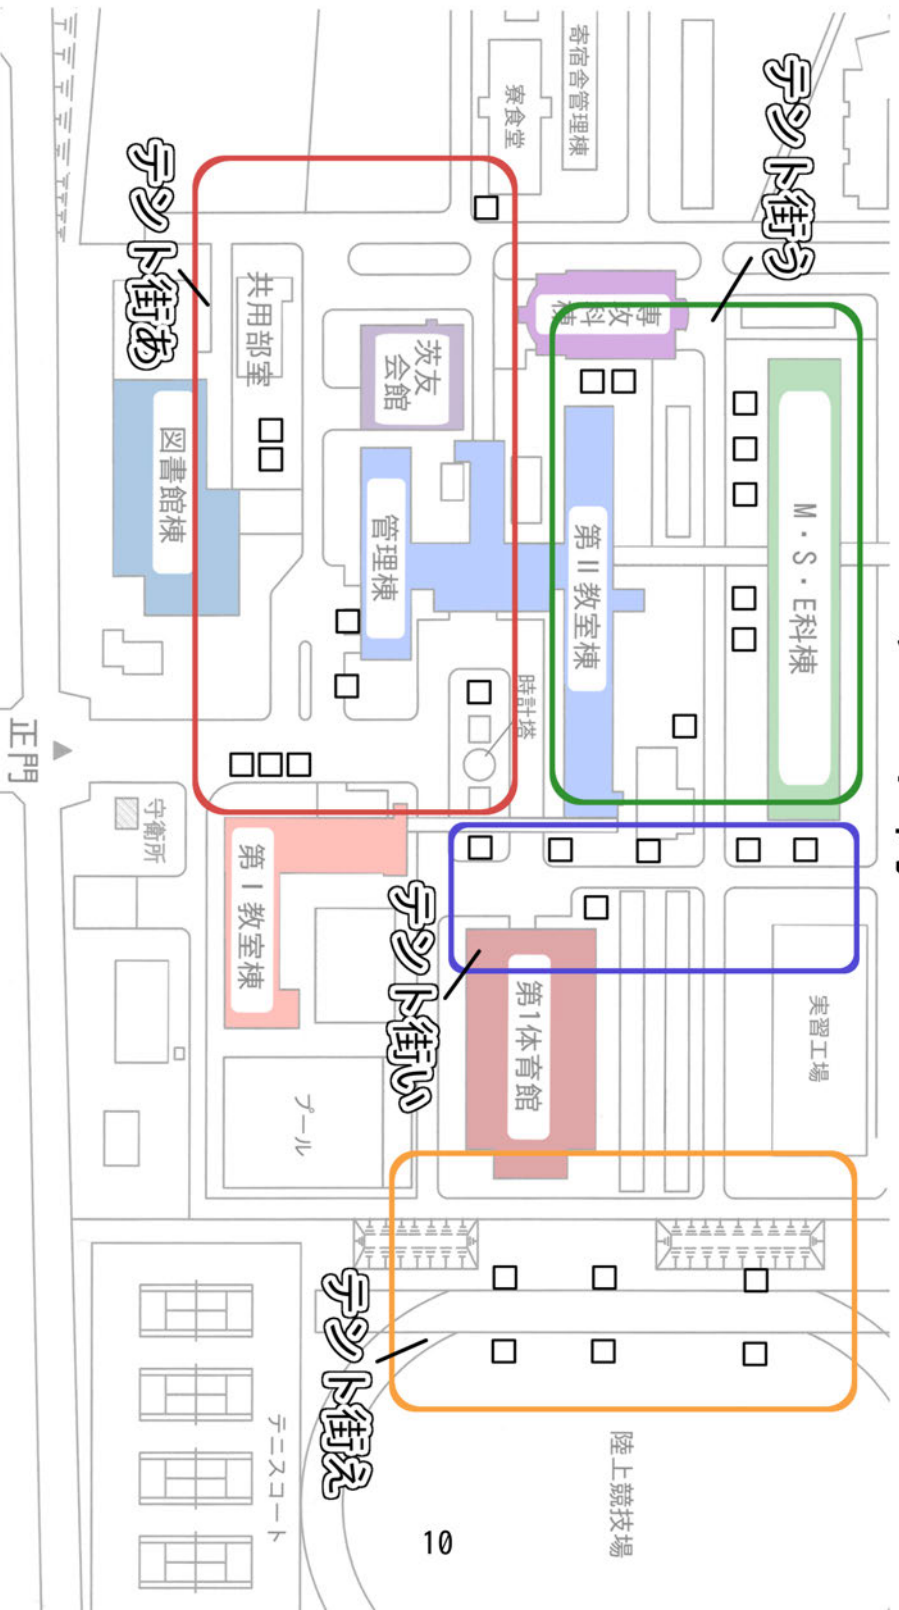 寄宿舎管理棟
寮食堂
テント街う
テント街あ
共用部室
茨友
会館
専攻
科棟
図書館棟
管理棟
第Ⅱ教室棟
M・S・E科棟
時計塔
正門
守衛所
第Ⅰ教室棟
テント街い
第1体育館
実習工場
プール
テント街え
テニスコート
陸上競技場
10